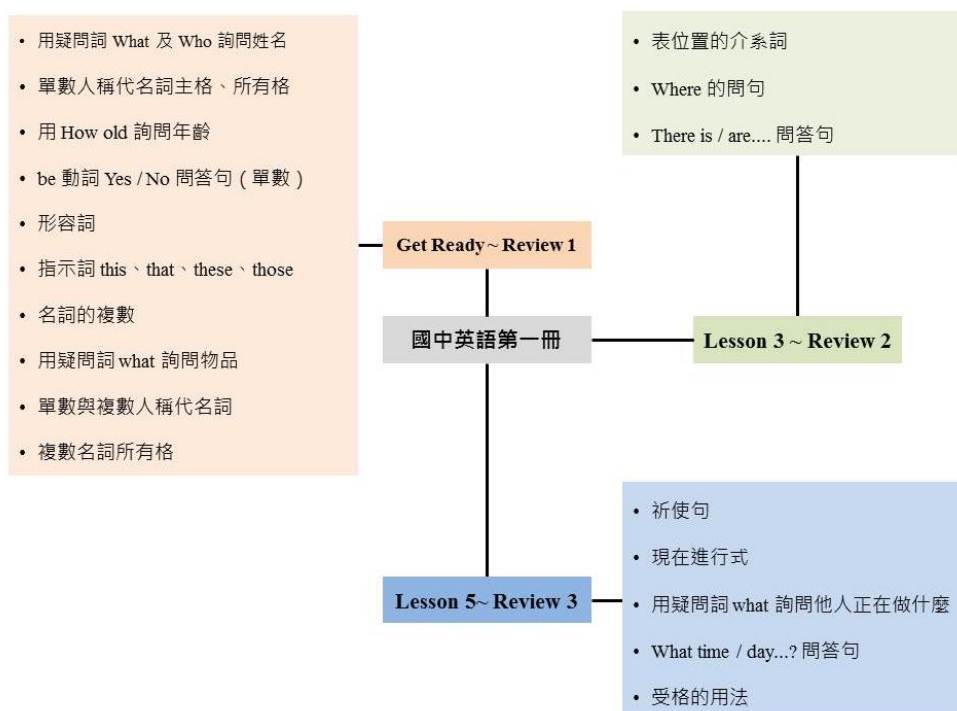 • 用疑問詞 What 及 Who 詢問姓名
• 單數人稱代名詞主格、所有格
• 用 How old 詢問年齡
• be 動詞 Yes / No 問答句 ( 單數 )
• 形容詞
• 指示詞 this、that、these、those
• 名詞的複數
• 用疑問詞 what 詢問物品
• 單數與複數人稱代名詞
• 複數名詞所有格
• 表位置的介系詞
• Where 的問句
• There is / are.... 問答句
Get Ready ~ Review 1
國中英語第一冊
Lesson 3 ~ Review 2
Lesson 5~ Review 3
• 祈使句
• 現在進行式
• 用疑問詞 what 詢問他人正在做什麼
• What time / day...? 問答句
• 受格的用法